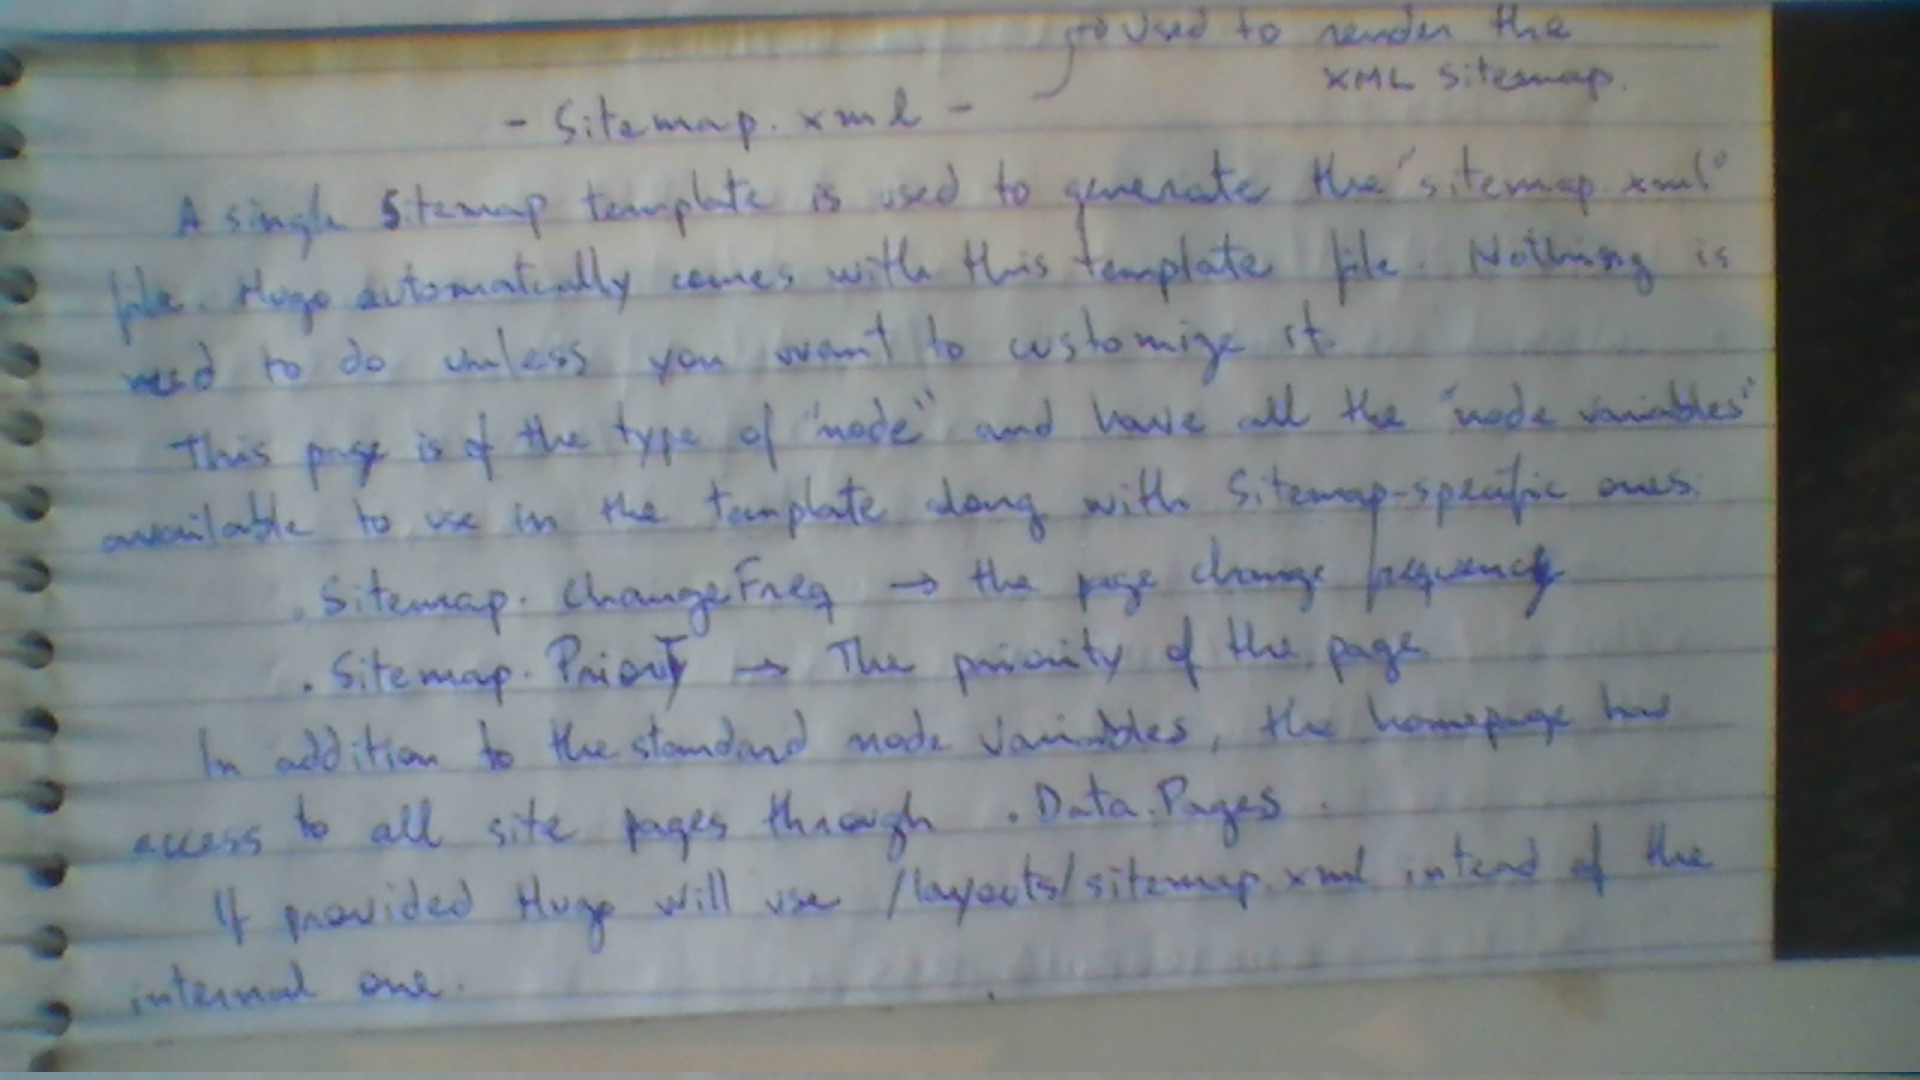 Used to render the
XML sitemap.
- Sitemap.xml -
A single Sitemap template is used to generate the "sitemap.xml"
file. Hugo automatically comes with this template file. Nothing is
need to do unless you want to customize it.
This page is of the type of "node" and have all the "node variables"
available to use in the template along with Sitemap-specific ones.
.Sitemap.ChangeFreq → the page change frequency
.Sitemap.Priority → The priority of the page
In addition to the standard node variables, the homepage has
access to all site pages through .Data.Pages.
If provided Hugo will use /layouts/sitemap.xml intead of the
internal one.